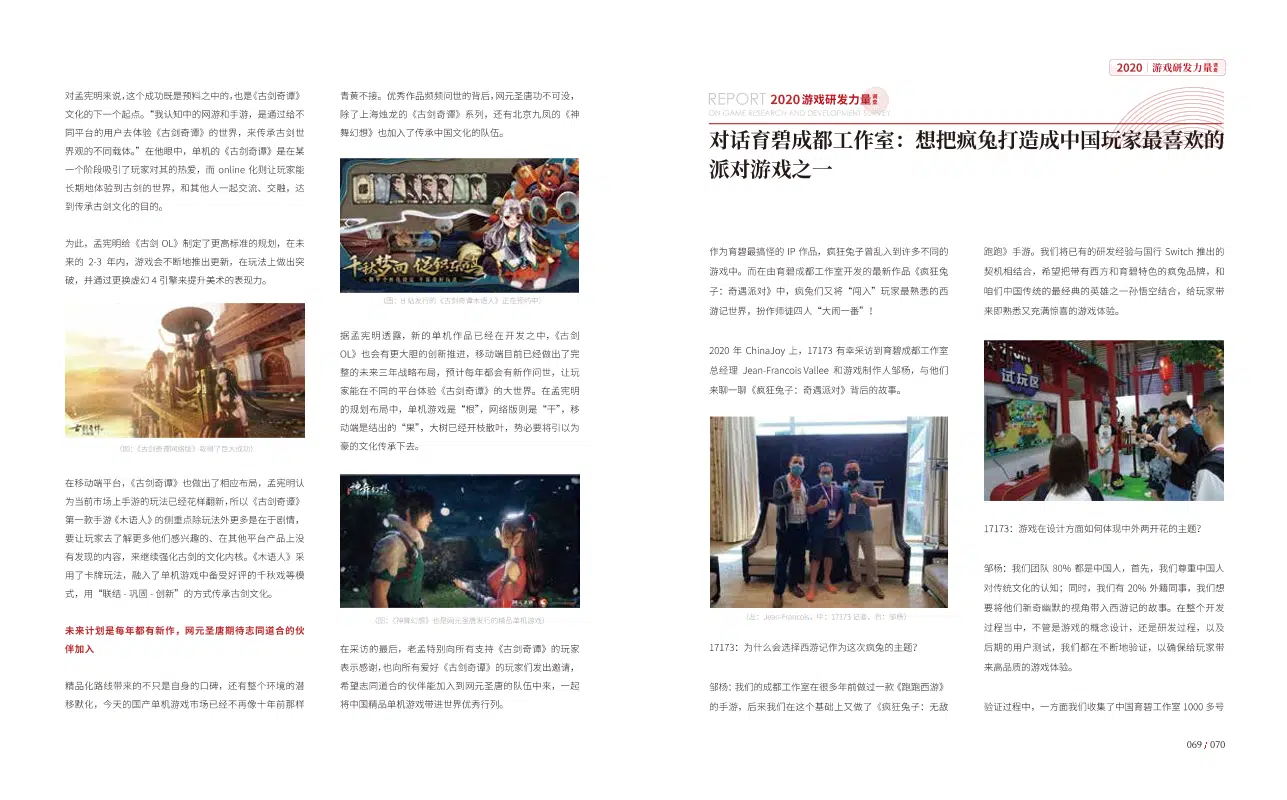 对孟宪明来说，这个成功既是预料之中的，也是《古剑奇谭》
文化的下一个起点。“我认知中的网游和手游，是通过给不
同平台的用户去体验《古剑奇谭》的世界，来传承古剑世
界观的不同载体。”在他眼中，单机的《古剑奇谭》是在某
一个阶段吸引了玩家对其的热爱，而 online 化则让玩家能
长期地体验到古剑的世界，和其他人一起交流、交融，达
到传承古剑文化的目的。
为此，孟宪明给《古剑 OL》制定了更高标准的规划，在未
来的 2-3 年内，游戏会不断地推出更新，在玩法上做出突
破，并通过更换虚幻 4 引擎来提升美术的表现力。
（图：《古剑奇谭网络版》取得了巨大成功）
在移动端平台，《古剑奇谭》也做出了相应布局，孟宪明认
为当前市场上手游的玩法已经花样翻新，所以《古剑奇谭》
第一款手游《木语人》的侧重点除玩法外更多是在于剧情，
要让玩家去了解更多他们感兴趣的、在其他平台产品上没
有发现的内容，来继续强化古剑的文化内核。《木语人》采
用了卡牌玩法，融入了单机游戏中备受好评的千秋戏等模
式，用“联结 - 巩固 - 创新”的方式传承古剑文化。
未来计划是每年都有新作，网元圣唐期待志同道合的伙
伴加入
精品化路线带来的不只是自身的口碑，还有整个环境的潜
移默化，今天的国产单机游戏市场已经不再像十年前那样
青黄不接。优秀作品频频问世的背后，网元圣唐功不可没，
除了上海烛龙的《古剑奇谭》系列，还有北京九凤的《神
舞幻想》也加入了传承中国文化的队伍。
（图：B 站发行的《古剑奇谭木语人》正在预约中）
据孟宪明透露，新的单机作品已经在开发之中，《古剑
OL》也会有更大胆的创新推进，移动端目前已经做出了完
整的未来三年战略布局，预计每年都会有新作问世，让玩
家能在不同的平台体验《古剑奇谭》的大世界。在孟宪明
的规划布局中，单机游戏是“根”，网络版则是“干”，移
动端是结出的“果”，大树已经开枝散叶，势必要将引以为
豪的文化传承下去。
神舞幻想
（图：《神舞幻想》也是网元圣唐发行的精品单机游戏）
在采访的最后，老孟特别向所有支持《古剑奇谭》的玩家
表示感谢，也向所有爱好《古剑奇谭》的玩家们发出邀请，
希望志同道合的伙伴能加入到网元圣唐的队伍中来，一起
将中国精品单机游戏带进世界优秀行列。
2020 游戏研发力量调查
REPORT 2020 游戏研发力量调查
ON GAME RESEARCH AND DEVELOPMENT SURVEY
对话育碧成都工作室：想把疯兔打造成中国玩家最喜欢的
派对游戏之一
作为育碧最搞怪的 IP 作品，疯狂兔子曾乱入到许多不同的
游戏中。而在由育碧成都工作室开发的最新作品《疯狂兔
子：奇遇派对》中，疯兔们又将“闯入”玩家最熟悉的西
游记世界，扮作师徒四人“大闹一番”！
2020 年 ChinaJoy 上，17173 有幸采访到育碧成都工作室
总经理 Jean-Francois Vallee 和游戏制作人邹杨，与他们
来聊一聊《疯狂兔子：奇遇派对》背后的故事。
（左：Jean-Francois，中：17173 记者，右：邹杨）
17173：为什么会选择西游记作为这次疯兔的主题？
邹杨：我们的成都工作室在很多年前做过一款《跑跑西游》
的手游，后来我们在这个基础上又做了《疯狂兔子：无敌
跑跑》手游。我们将已有的研发经验与国行 Switch 推出的
契机相结合，希望把带有西方和育碧特色的疯兔品牌，和
咱们中国传统的最经典的英雄之一孙悟空结合，给玩家带
来即熟悉又充满惊喜的游戏体验。
试玩区
17173：游戏在设计方面如何体现中外两开花的主题？
邹杨：我们团队 80% 都是中国人，首先，我们尊重中国人
对传统文化的认知；同时，我们有 20% 外籍同事，我们想
要将他们新奇幽默的视角带入西游记的故事。在整个开发
过程当中，不管是游戏的概念设计，还是研发过程，以及
后期的用户测试，我们都在不断地验证，以确保给玩家带
来高品质的游戏体验。
验证过程中，一方面我们收集了中国育碧工作室 1000 多号
069 / 070